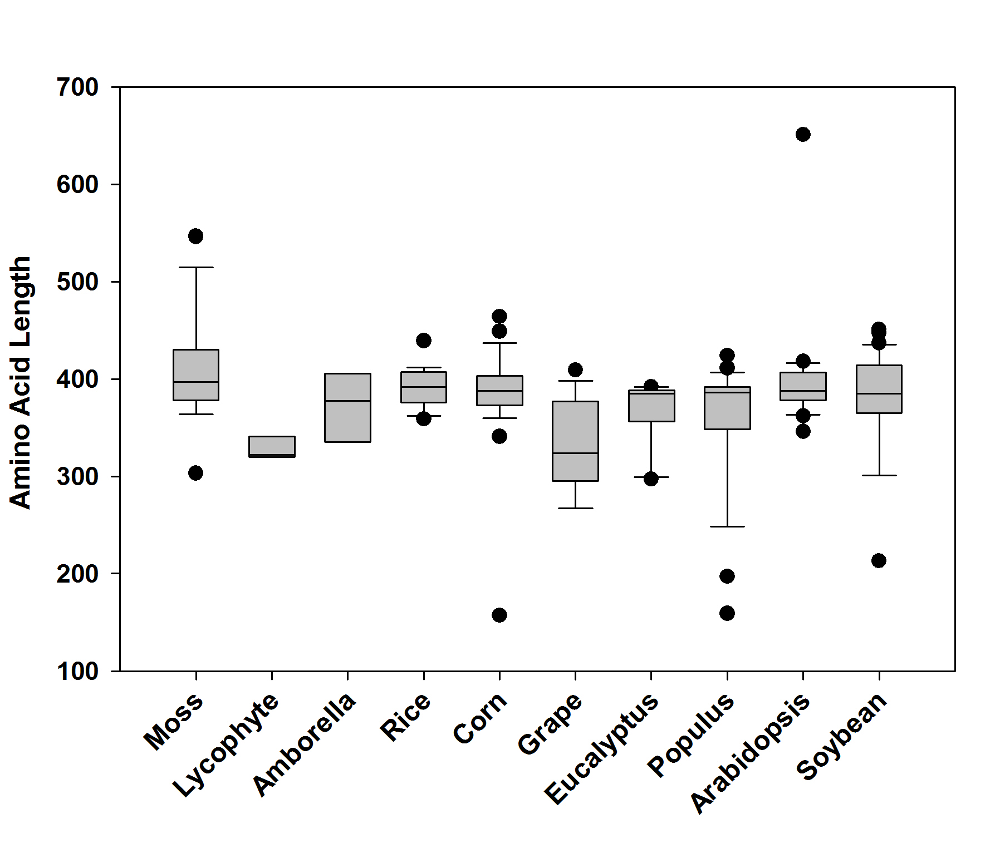 700
600
500
400
300
200
100
Amino Acid Length
Moss
Lycophyte
Amborella
Rice
Corn
Grape
Eucalyptus
Populus
Arabidopsis
Soybean